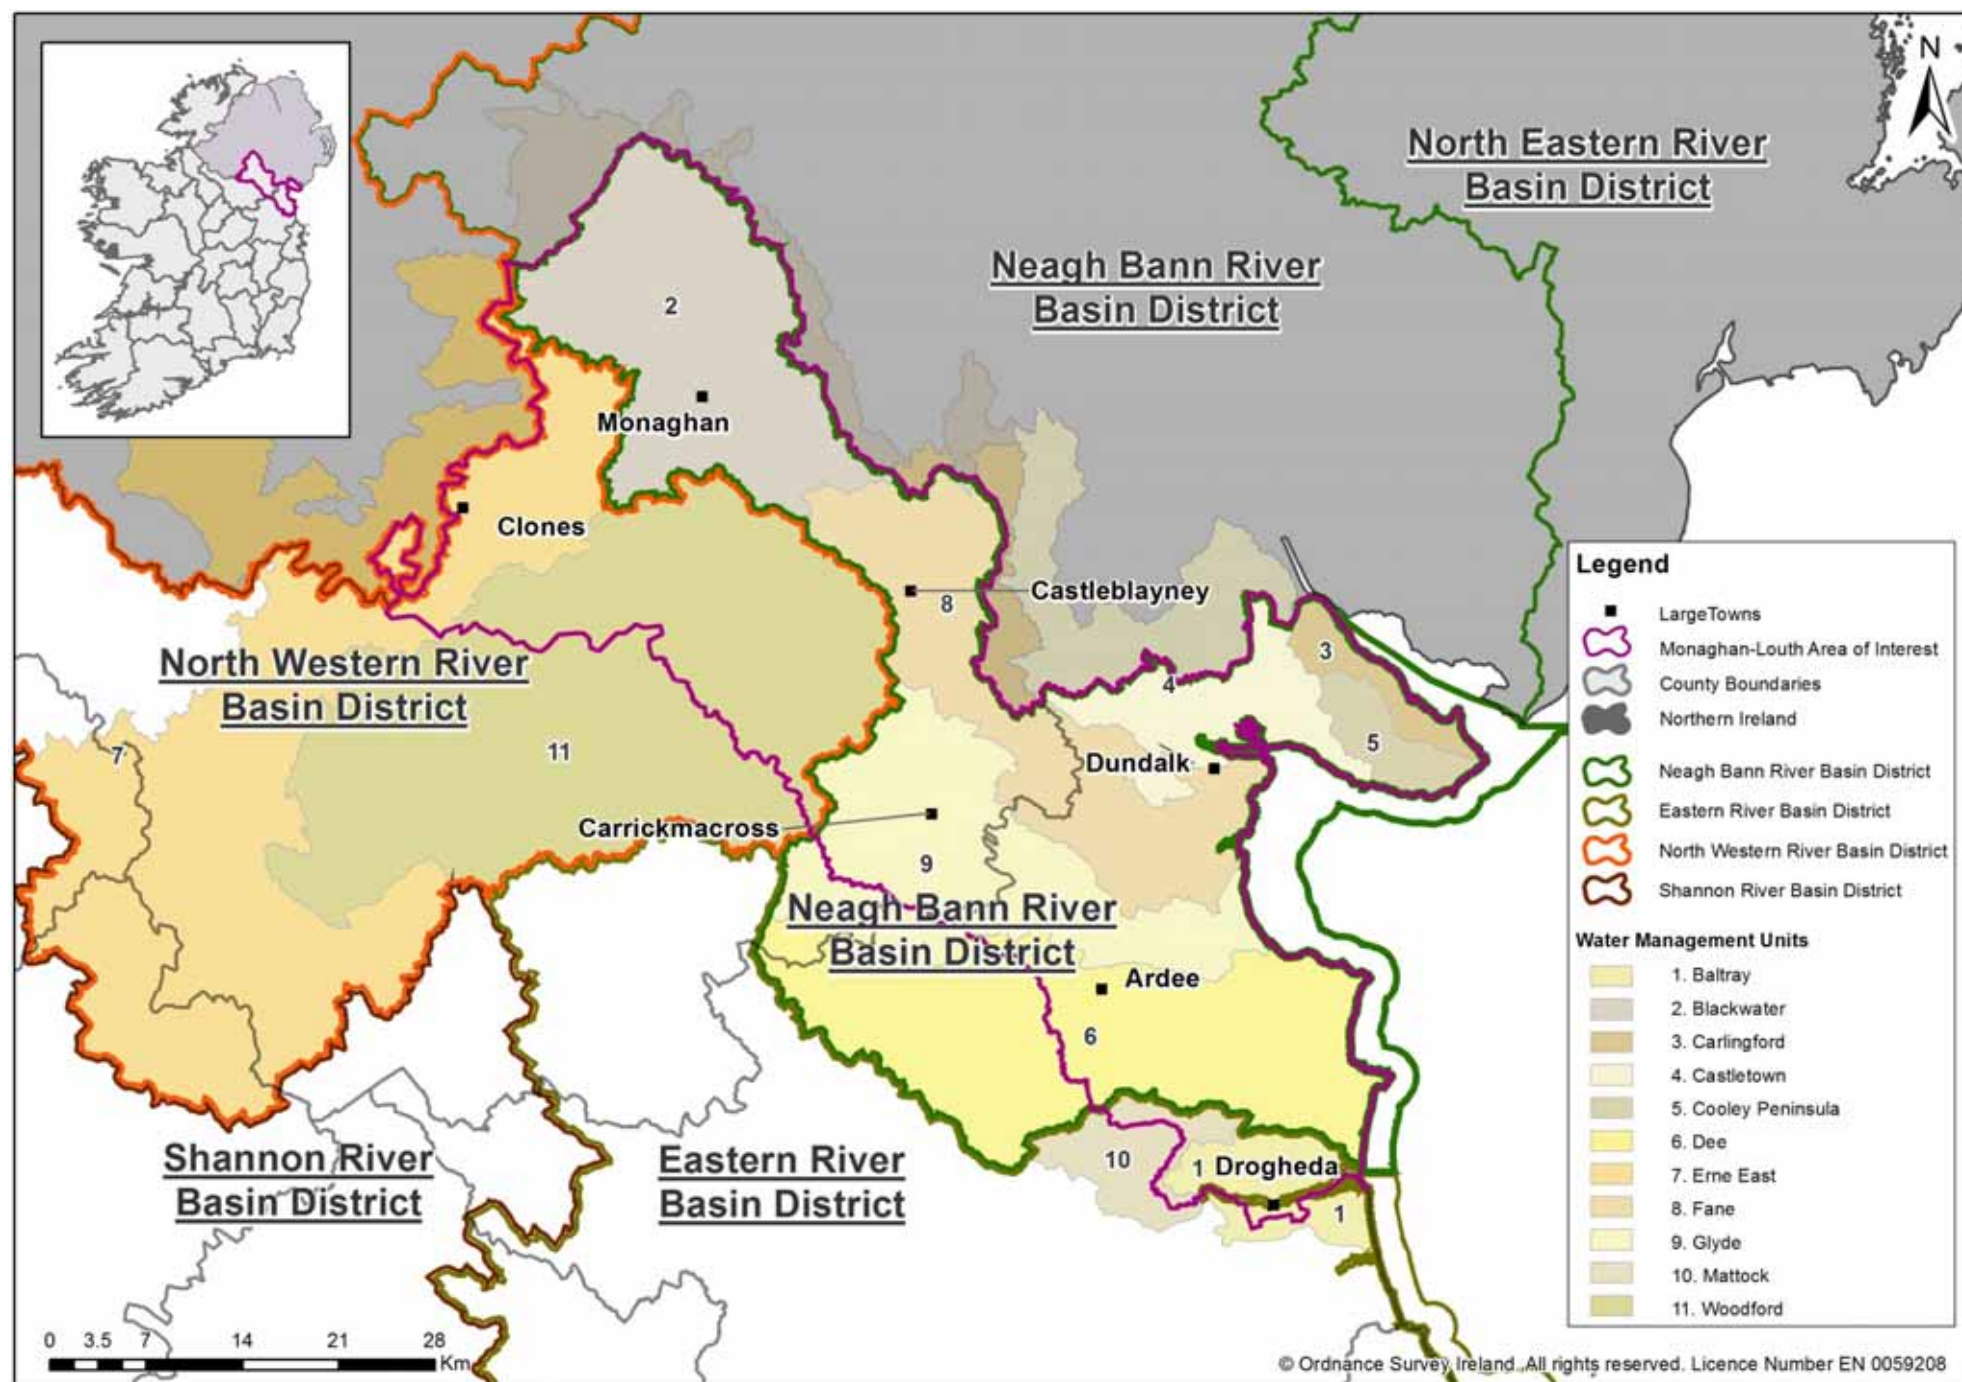 N
North Eastern River
Basin District
Neagh Bann River
Basin District
2
Monaghan
Clones
Castleblayney
8
3
North Western River
Basin District
4
7
11
5
Dundalk
Carrickmacross
9
Neagh Bann River
Basin District
Ardee
6
Shannon River
Basin District
Eastern River
Basin District
10
1
Drogheda
1
Legend
LargeTowns
Monaghan-Louth Area of Interest
County Boundaries
Northern Ireland
Neagh Bann River Basin District
Eastern River Basin District
North Western River Basin District
Shannon River Basin District
Water Management Units
1. Baltray
2. Blackwater
3. Carlingford
4. Castletown
5. Cooley Peninsula
6. Dee
7. Erne East
8. Fane
9. Glyde
10. Mattock
11. Woodford
0 3.5 7 14 21 28
Km
© Ordnance Survey Ireland. All rights reserved. Licence Number EN 0059208